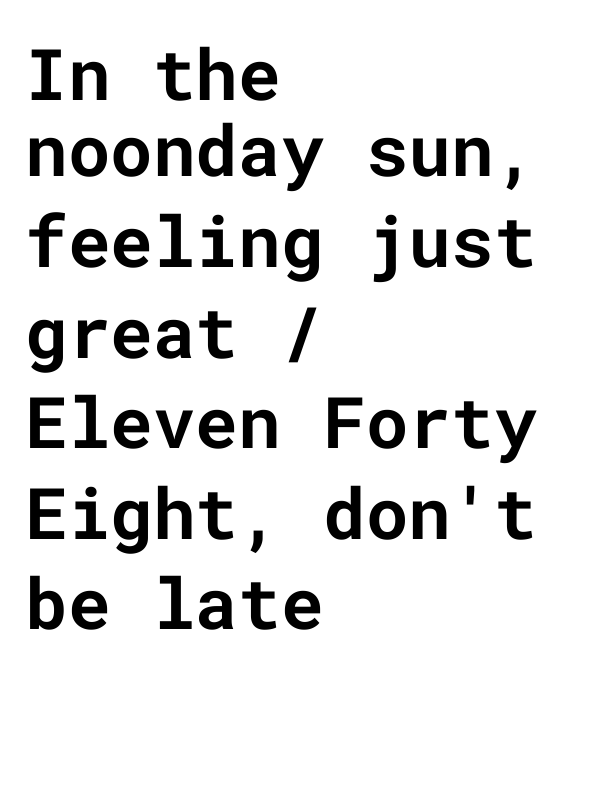 In the
noonday sun,
feeling just
great /
Eleven Forty
Eight, don't
be late